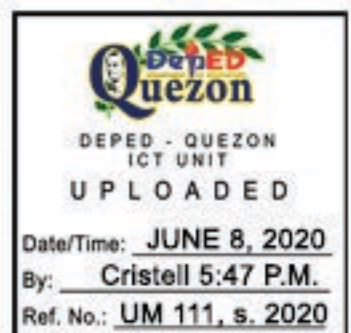 DepED
Quezon
DEPED - QUEZON
ICT UNIT
UPLOADED
Date/Time: JUNE 8, 2020
By: Cristell 5:47 P.M.
Ref. No.: UM 111, s. 2020